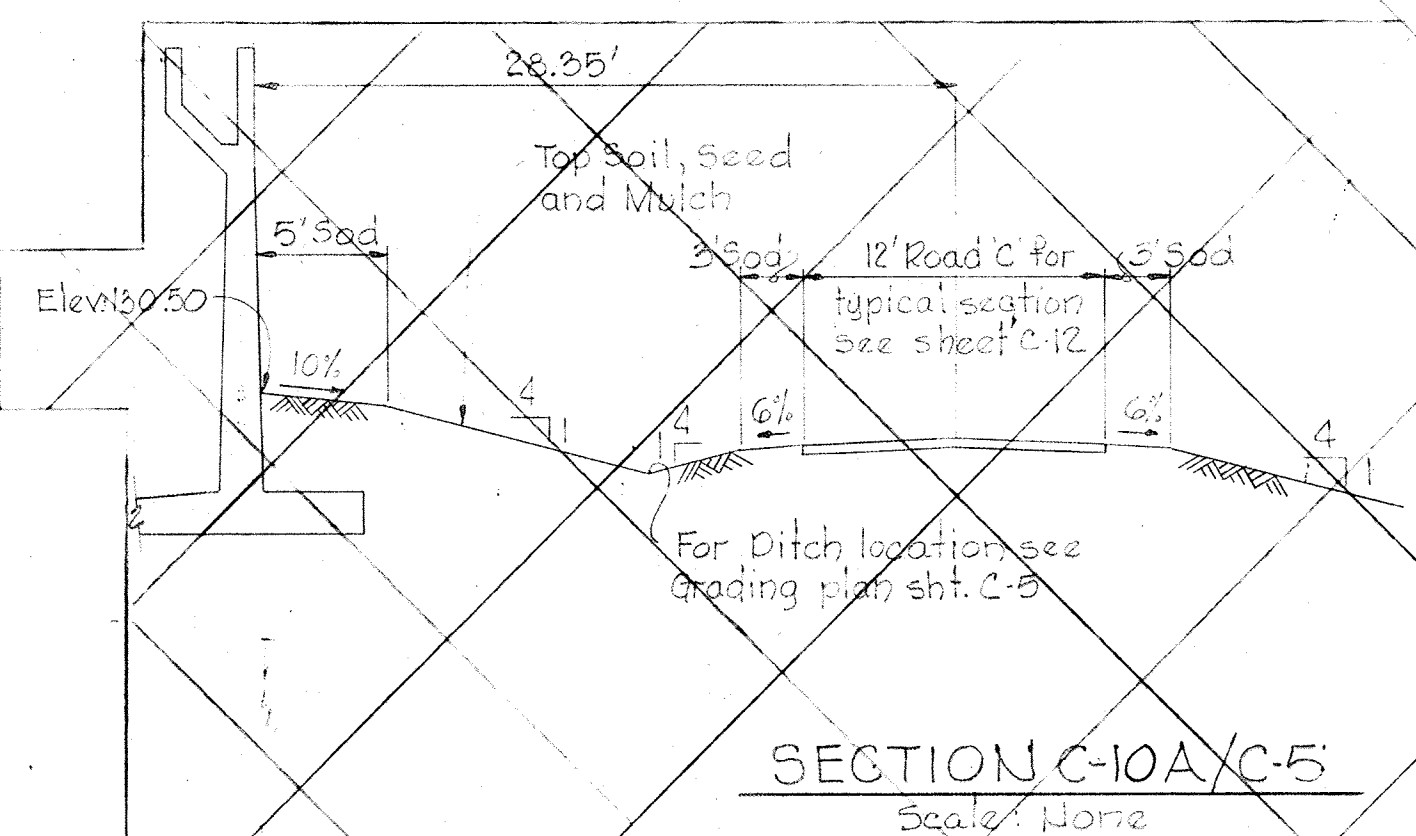 28.35'
Top Soil, Seed
and Mulch
5' Sod
3' Sod
12' Road 'C' for
3' Sod
typical section
see sheet C-12
Elev. 130.50
10%
4
1
4
1
6%
6%
4
1
For Ditch location see
Grading plan sht. C-5
SECTION C-10A/C-5
Scale: None